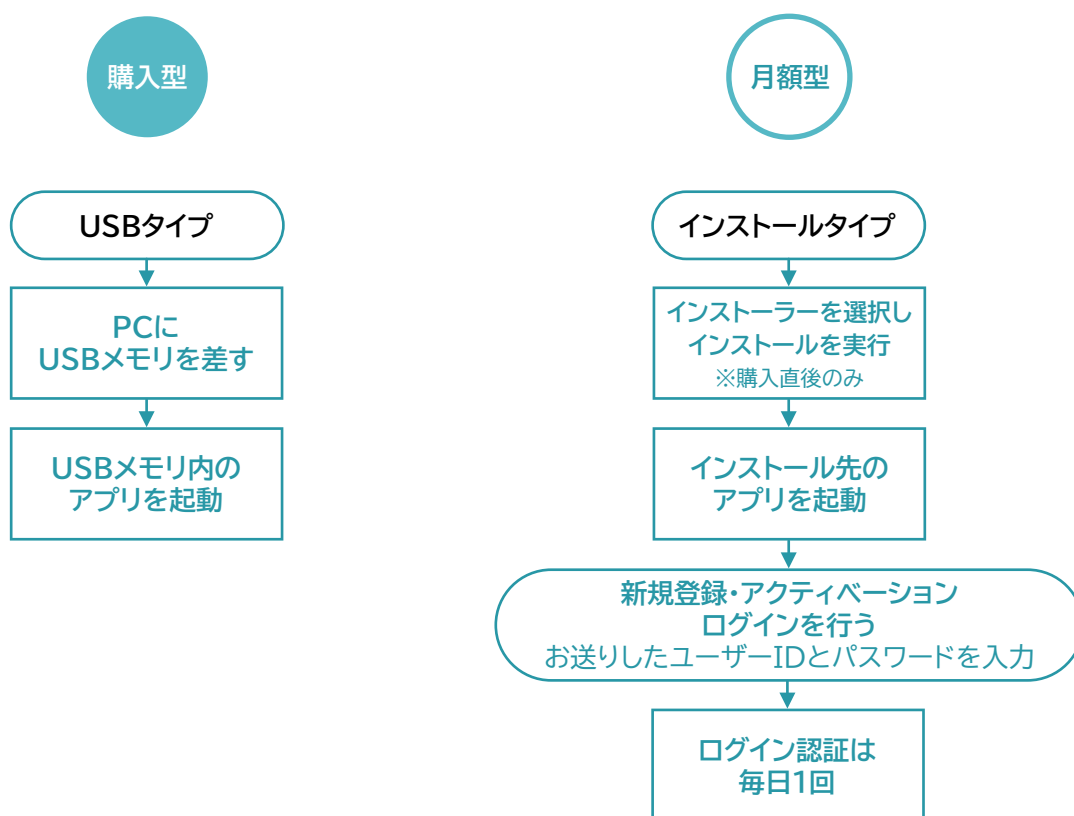 購入型
USBタイプ
PCに
USBメモリを差す
USBメモリ内の
アプリを起動
月額型
インストールタイプ
インストーラーを選択し
インストールを実行
※購入直後のみ
インストール先の
アプリを起動
新規登録・アクティベーション
ログインを行う
お送りしたユーザーIDとパスワードを入力
ログイン認証は
毎日1回